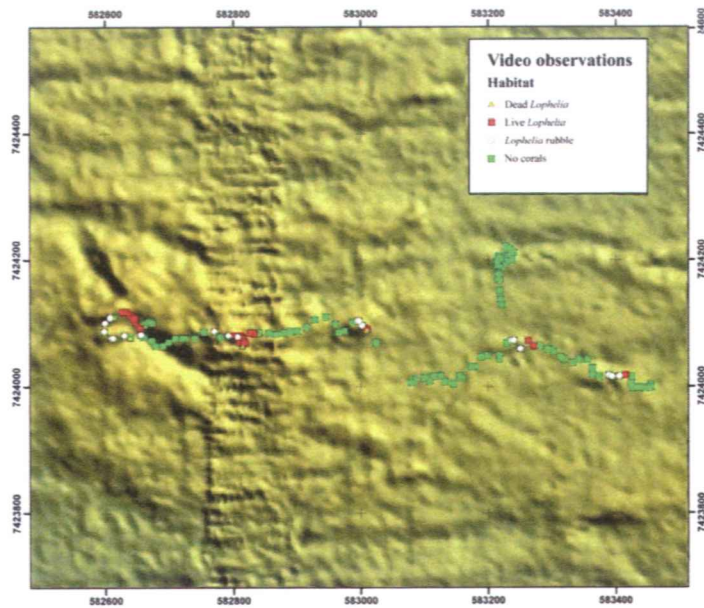 582600 582800 583000 583200 583400
7424600
Video observations
Habitat
Dead Lophelia
Live Lophelia
Lophelia rubble
No corals
7424400 7424400
7424200 7424200
7424000 7424000
7423800 7423800
582600 582800 583000 583200 583400